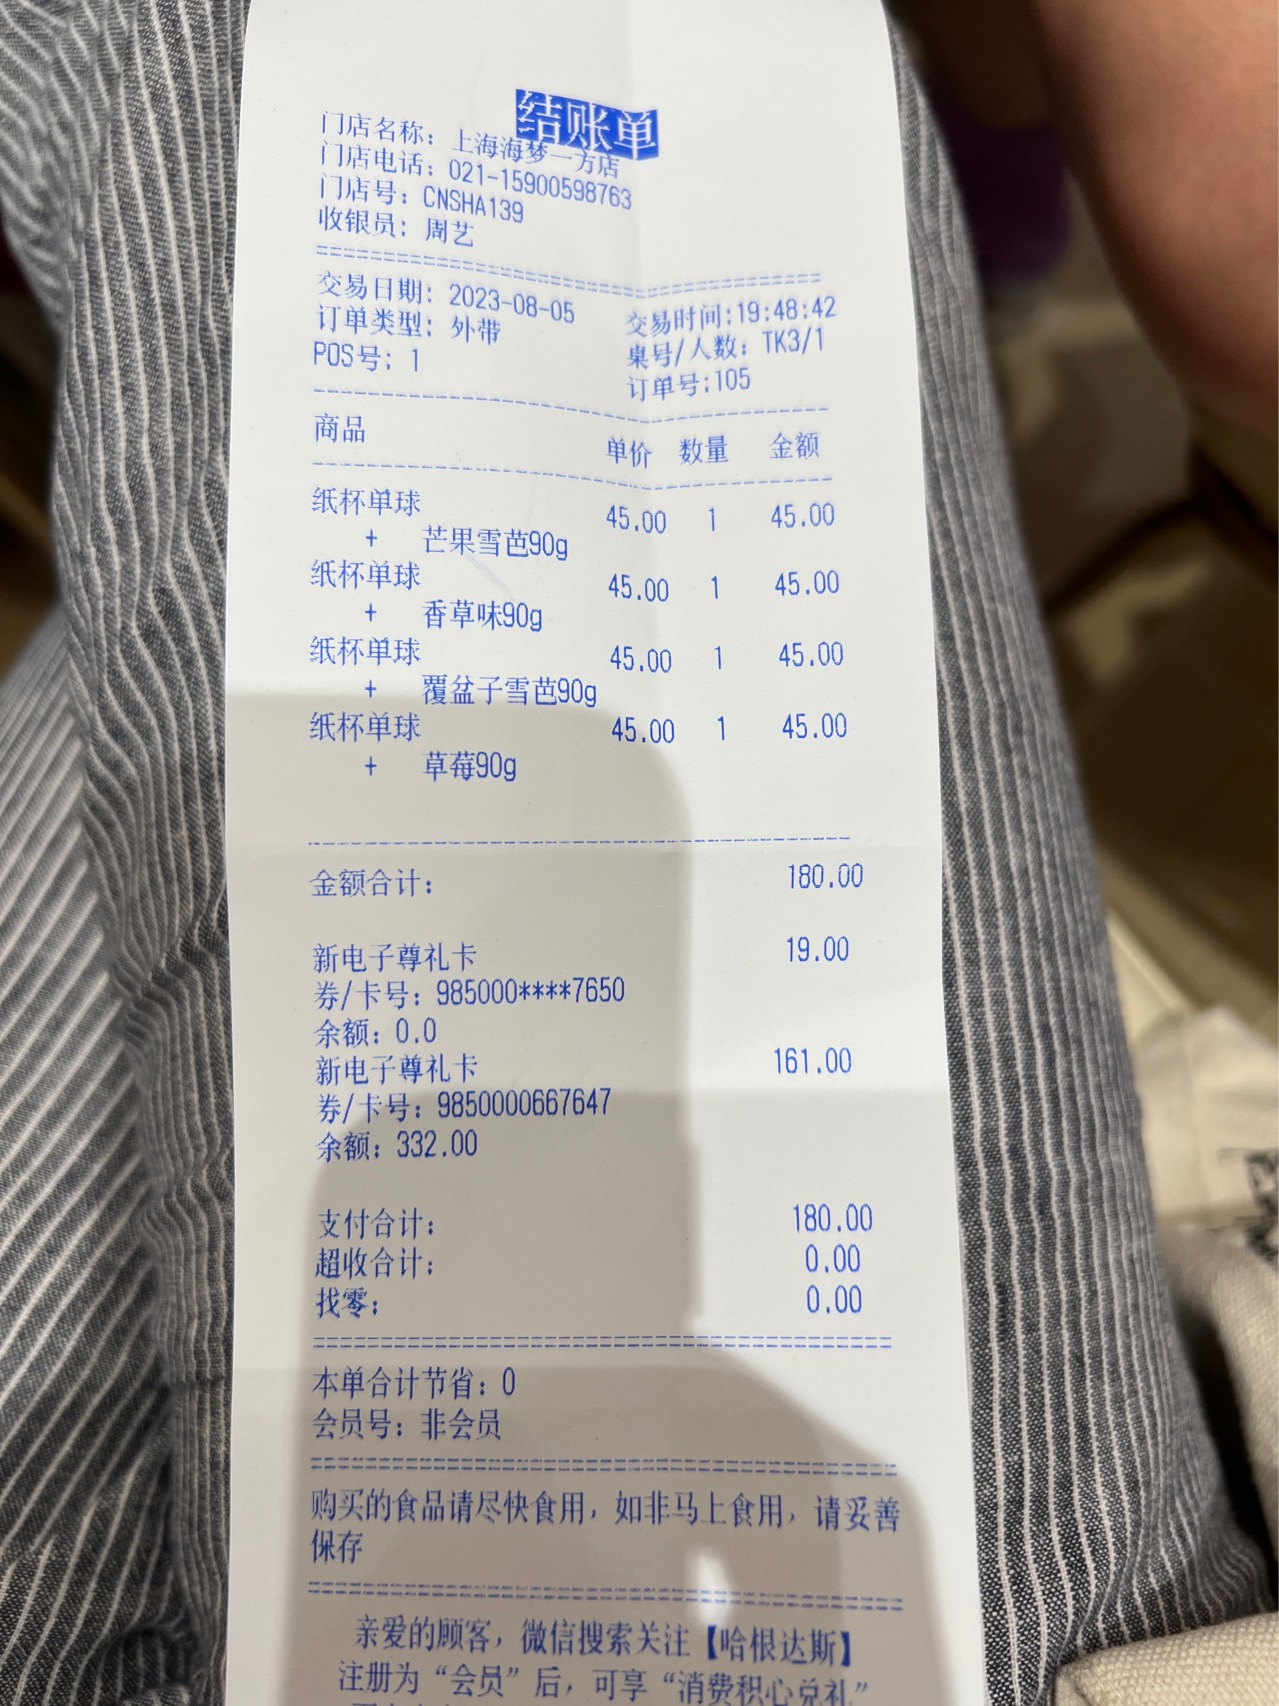 结账单
门店名称：上海海梦一方店
门店电话：021-15900598763
门店号：CNSHA139
收银员：周艺
交易日期：2023-08-05 交易时间:19:48:42
订单类型：外带 桌号/人数：TK3/1
POS号：1 订单号:105
商品 单价 数量 金额
纸杯单球 45.00 1 45.00
+ 芒果雪芭90g
纸杯单球 45.00 1 45.00
+ 香草味90g
纸杯单球 45.00 1 45.00
+ 覆盆子雪芭90g
纸杯单球 45.00 1 45.00
+ 草莓90g
金额合计： 180.00
新电子尊礼卡 19.00
券/卡号：985000****7650
余额：0.0
新电子尊礼卡 161.00
券/卡号：9850000667647
余额：332.00
支付合计： 180.00
超收合计： 0.00
找零： 0.00
本单合计节省：0
会员号：非会员
购买的食品请尽快食用，如非马上食用，请妥善
保存
亲爱的顾客，微信搜索关注【哈根达斯】
注册为“会员”后，可享“消费积心兑礼”